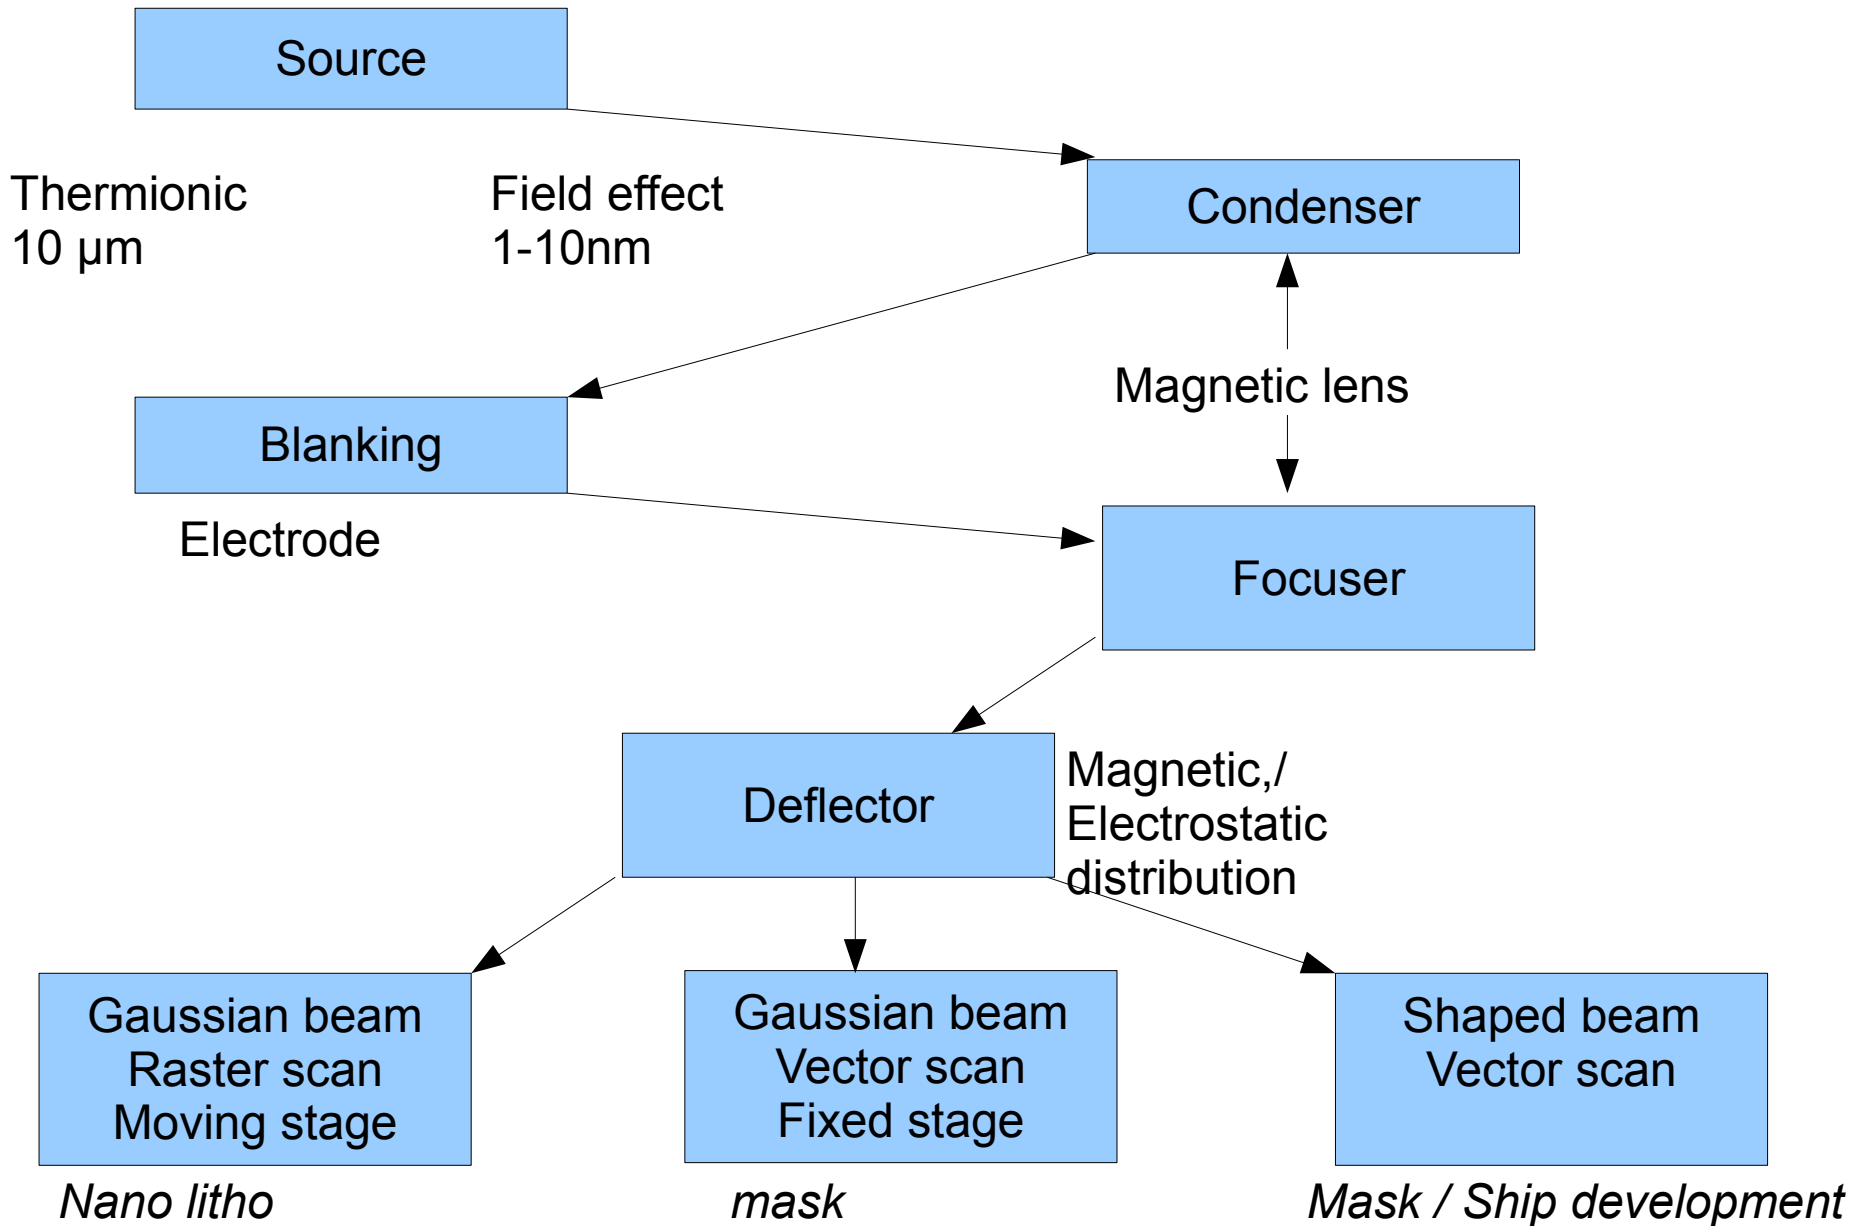 Source
Thermionic
10 µm
Field effect
1-10nm
Condenser
Magnetic lens
Blanking
Electrode
Focuser
Deflector
Magnetic,/
Electrostatic
distribution
Gaussian beam
Raster scan
Moving stage
Nano litho
Gaussian beam
Vector scan
Fixed stage
mask
Shaped beam
Vector scan
Mask / Ship development